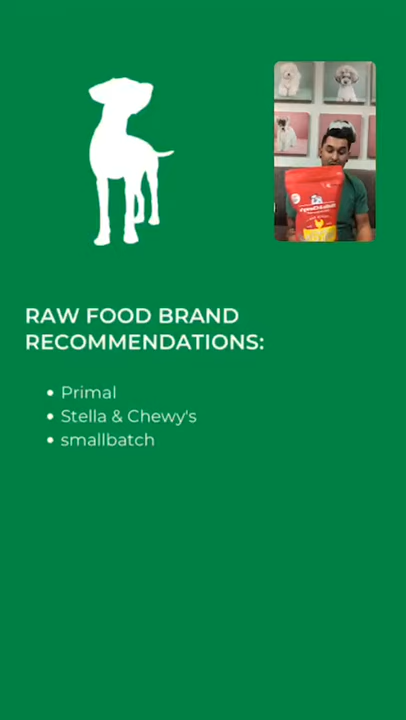 RAW FOOD BRAND
RECOMMENDATIONS:
Primal
Stella & Chewy's
smallbatch